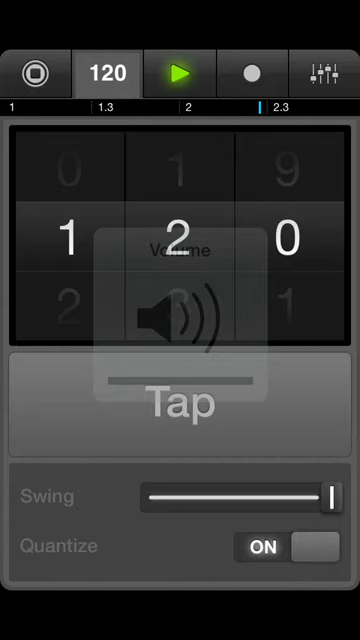 120
1 1.3 2 2.3
0 1 9
1 2 0
Volume
2 3 1
Tap
Swing
Quantize ON